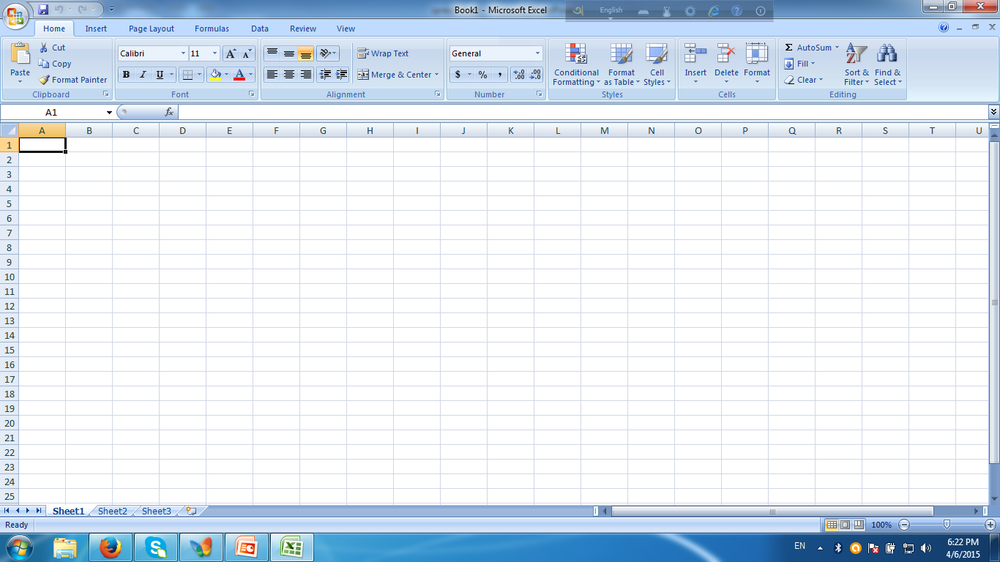 Book1 - Microsoft Excel
English
Home Insert Page Layout Formulas Data Review View
Paste
Cut
Copy
Format Painter
Clipboard
Calibri 11
B I U A
Font
Wrap Text
Merge & Center
Alignment
General
$ % ,
Number
Conditional Formatting
Format as Table
Cell Styles
Styles
Insert Delete Format
Cells
Σ AutoSum
Fill
Clear
Sort & Filter
Find & Select
Editing
A1
fx
A B C D E F G H I J K L M N O P Q R S T U
1
2
3
4
5
6
7
8
9
10
11
12
13
14
15
16
17
18
19
20
21
22
23
24
25
Sheet1 Sheet2 Sheet3
Ready
100%
EN
6:22 PM
4/6/2015